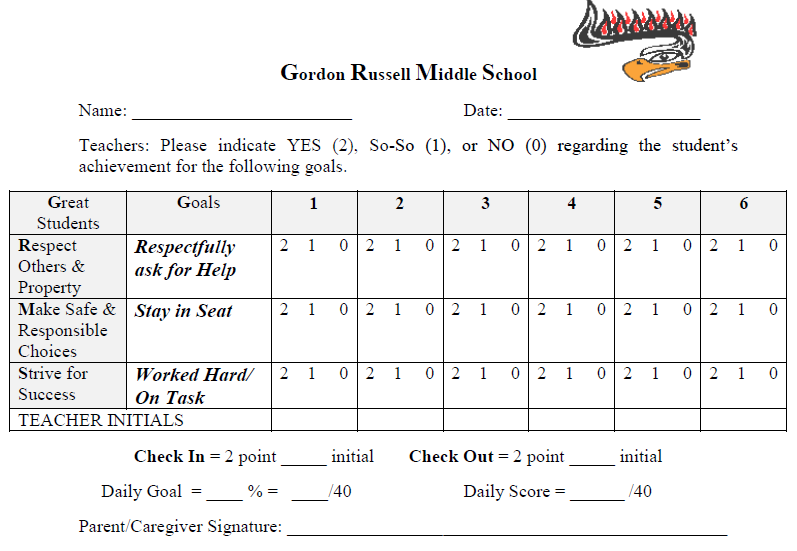 Gordon Russell Middle School
Name: ______________________ Date: ____________________
Teachers: Please indicate YES (2), So-So (1), or NO (0) regarding the student's
achievement for the following goals.
Great Students Goals 1 2 3 4 5 6
Respect Others & Property Respectfully ask for Help 2 1 0 2 1 0 2 1 0 2 1 0 2 1 0 2 1 0
Make Safe & Responsible Choices Stay in Seat 2 1 0 2 1 0 2 1 0 2 1 0 2 1 0 2 1 0
Strive for Success Worked Hard/ On Task 2 1 0 2 1 0 2 1 0 2 1 0 2 1 0 2 1 0
TEACHER INITIALS
Check In = 2 point _____ initial Check Out = 2 point _____ initial
Daily Goal = ____ % = ____/40 Daily Score = ______ /40
Parent/Caregiver Signature: ______________________________________________